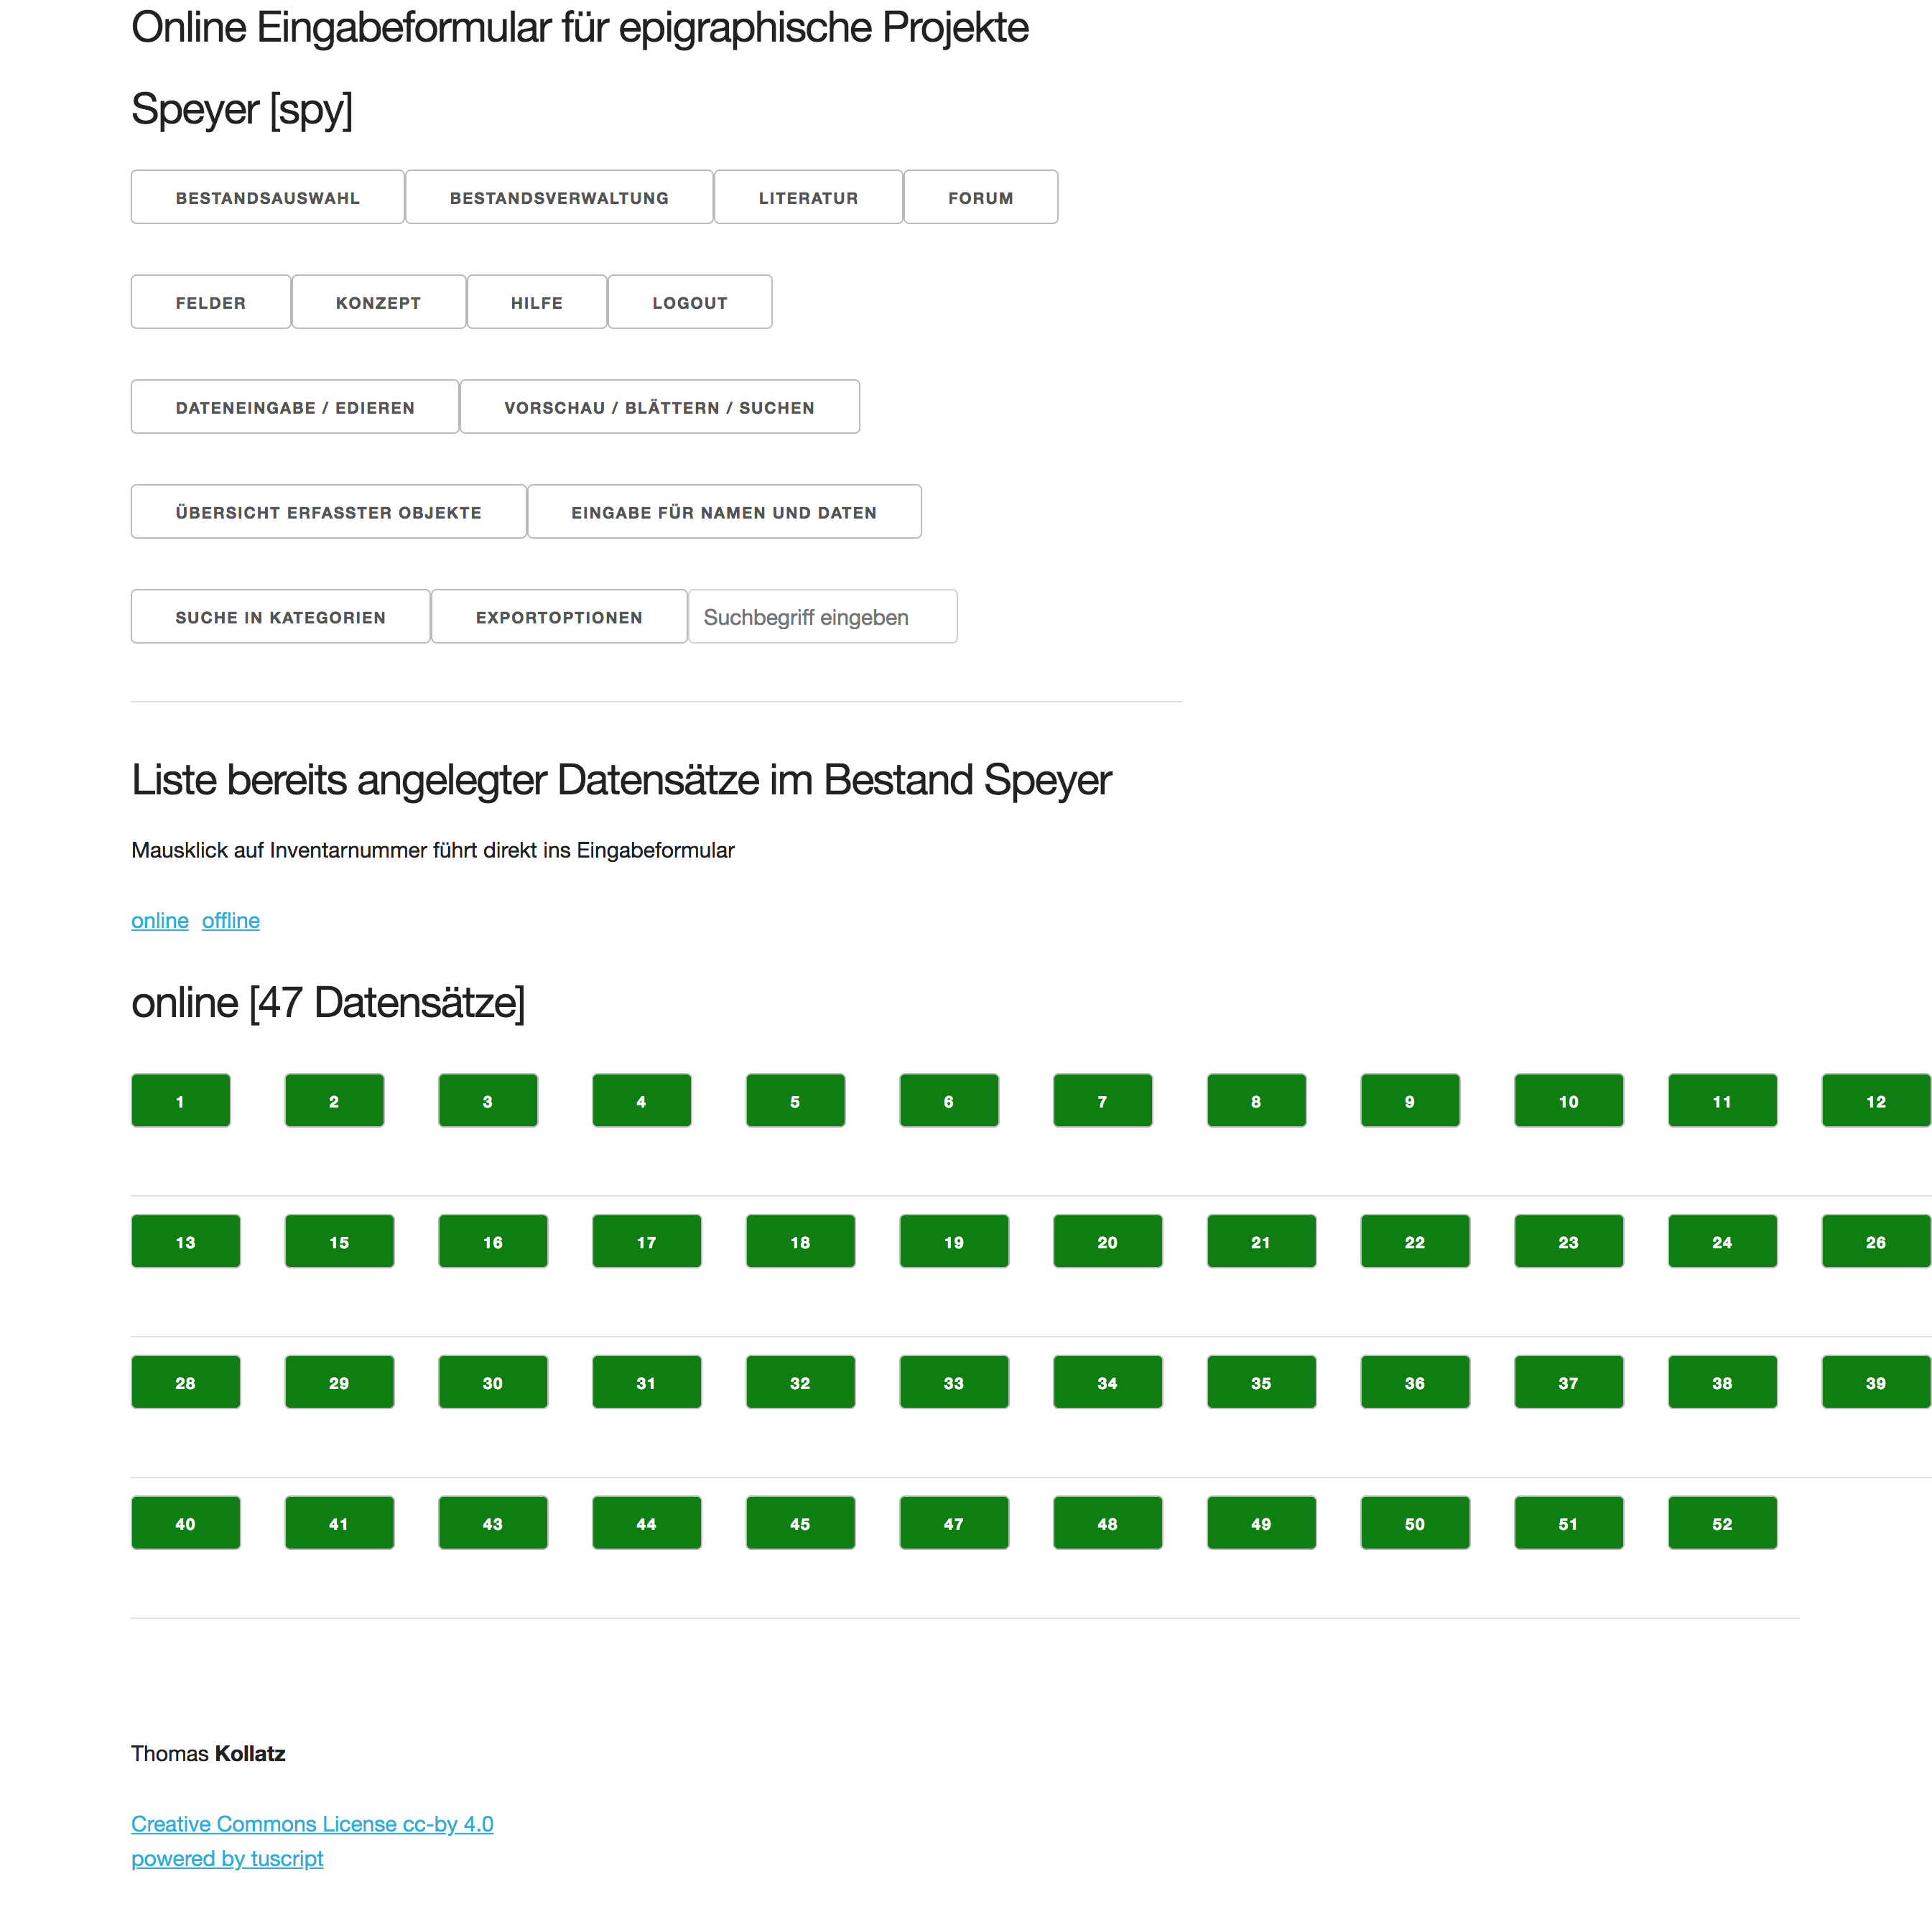 Online Eingabeformular für epigraphische Projekte
Speyer [spy]
BESTANDSAUSWAHL BESTANDSVERWALTUNG LITERATUR FORUM
FELDER KONZEPT HILFE LOGOUT
DATENEINGABE / EDIEREN VORSCHAU / BLÄTTERN / SUCHEN
ÜBERSICHT ERFASSTER OBJEKTE EINGABE FÜR NAMEN UND DATEN
SUCHE IN KATEGORIEN EXPORTOPTIONEN Suchbegriff eingeben
Liste bereits angelegter Datensätze im Bestand Speyer
Mausklick auf Inventarnummer führt direkt ins Eingabeformular
online offline
online [47 Datensätze]
1 2 3 4 5 6 7 8 9 10 11 12
13 15 16 17 18 19 20 21 22 23 24 26
28 29 30 31 32 33 34 35 36 37 38 39
40 41 43 44 45 47 48 49 50 51 52
Thomas Kollatz
Creative Commons License cc-by 4.0
powered by tuscript